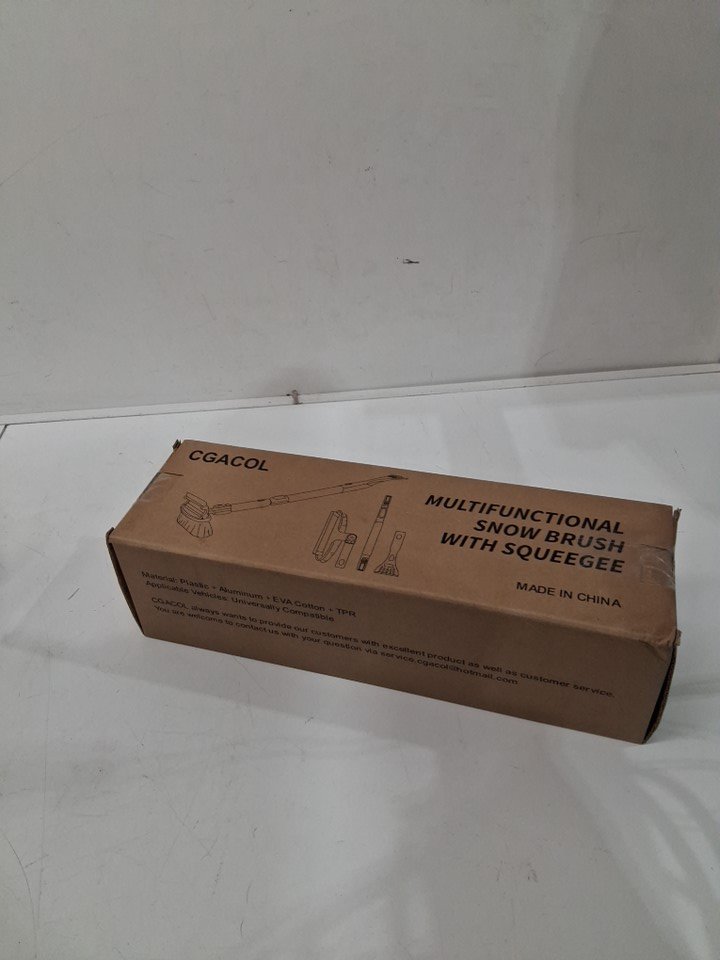 CGACOL
MULTIFUNCTIONAL
SNOW BRUSH
WITH SQUEEGEE
MADE IN CHINA
Material: Plastic + Aluminum + EVA Cotton + TPR
Applicable Vehicles: Universally Compatible
CGACOL always wants to provide our customers with excellent product as well as customer service.
You are welcome to contact us with your question via service.cgacol@hotmail.com